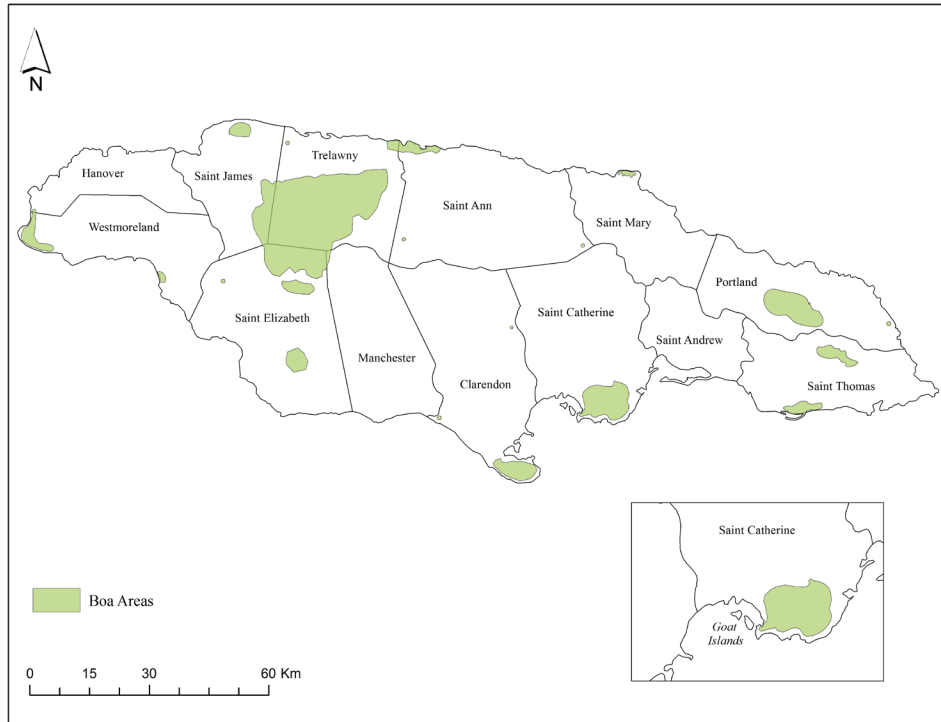 N
Hanover
Saint James
Trelawny
Westmoreland
Saint Ann
Saint Mary
Portland
Saint Elizabeth
Saint Catherine
Saint Andrew
Manchester
Clarendon
Saint Thomas
Saint Catherine
Goat
Islands
Boa Areas
0 15 30 60 Km